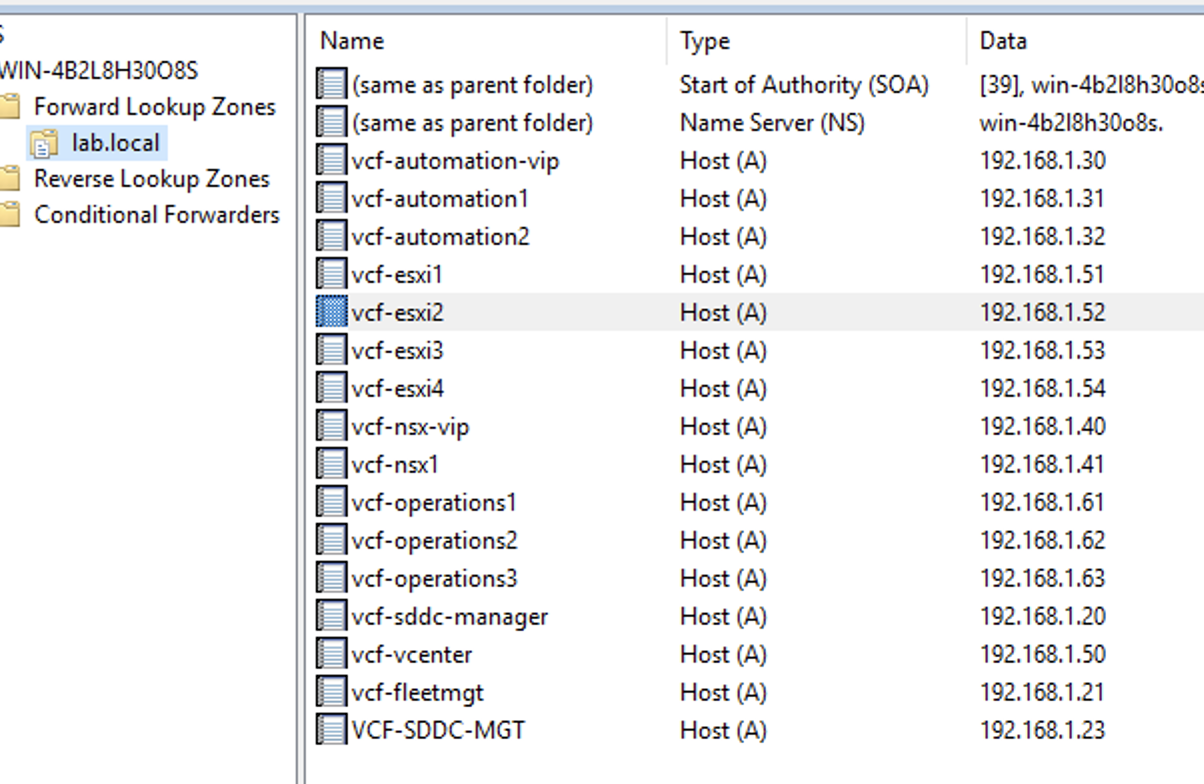 S
WIN-4B2L8H30O8S
Forward Lookup Zones
lab.local
Reverse Lookup Zones
Conditional Forwarders
Name Type Data
(same as parent folder) Start of Authority (SOA) [39], win-4b2l8h30o8s
(same as parent folder) Name Server (NS) win-4b2l8h30o8s.
vcf-automation-vip Host (A) 192.168.1.30
vcf-automation1 Host (A) 192.168.1.31
vcf-automation2 Host (A) 192.168.1.32
vcf-esxi1 Host (A) 192.168.1.51
vcf-esxi2 Host (A) 192.168.1.52
vcf-esxi3 Host (A) 192.168.1.53
vcf-esxi4 Host (A) 192.168.1.54
vcf-nsx-vip Host (A) 192.168.1.40
vcf-nsx1 Host (A) 192.168.1.41
vcf-operations1 Host (A) 192.168.1.61
vcf-operations2 Host (A) 192.168.1.62
vcf-operations3 Host (A) 192.168.1.63
vcf-sddc-manager Host (A) 192.168.1.20
vcf-vcenter Host (A) 192.168.1.50
vcf-fleetmgt Host (A) 192.168.1.21
VCF-SDDC-MGT Host (A) 192.168.1.23